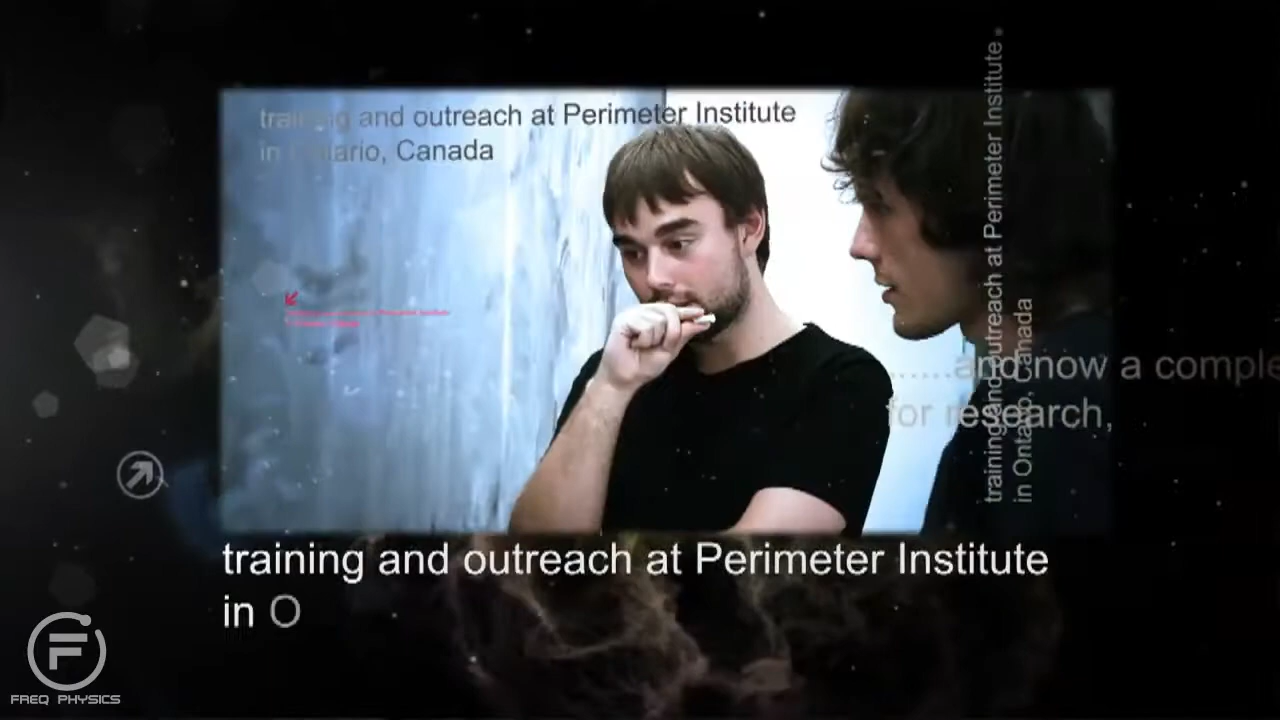 training and outreach at Perimeter Institute
in Ontario, Canada
training and outreach at Perimeter Institute
in Ontario, Canada
......and now a comple
for research,
training and outreach at Perimeter Institute
in O
F
FREQ PHYSICS